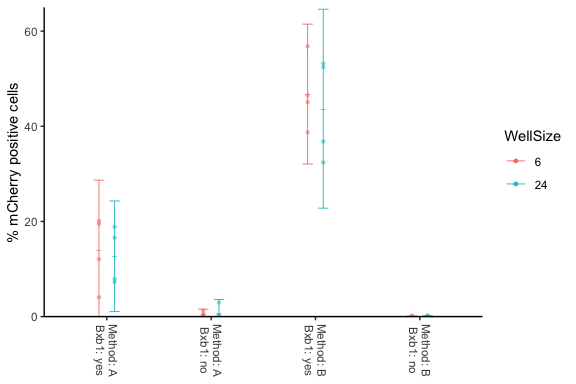 % mCherry positive cells
60
40
20
0
Method: A
Bxb1: yes
Method: A
Bxb1: no
Method: B
Bxb1: yes
Method: B
Bxb1: no
WellSize
6
24